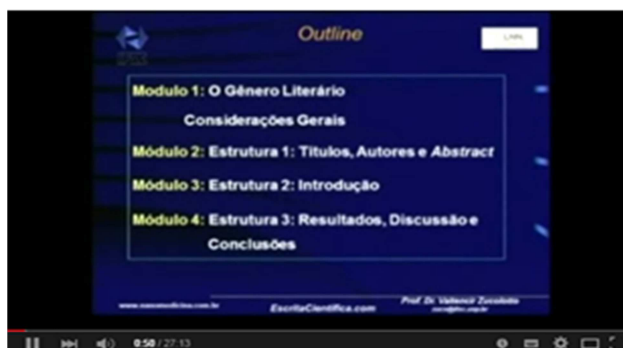 Outline
LNN
Modulo 1: O Gênero Literário
Considerações Gerais
Módulo 2: Estrutura 1: Titulos, Autores e Abstract
Módulo 3: Estrutura 2: Introdução
Módulo 4: Estrutura 3: Resultados, Discussão e
Conclusões
www.nanomedicina.com.br
EscritaCientifica.com
Prof. Dr. Valtencir Zucolotto
0:50 / 27:13